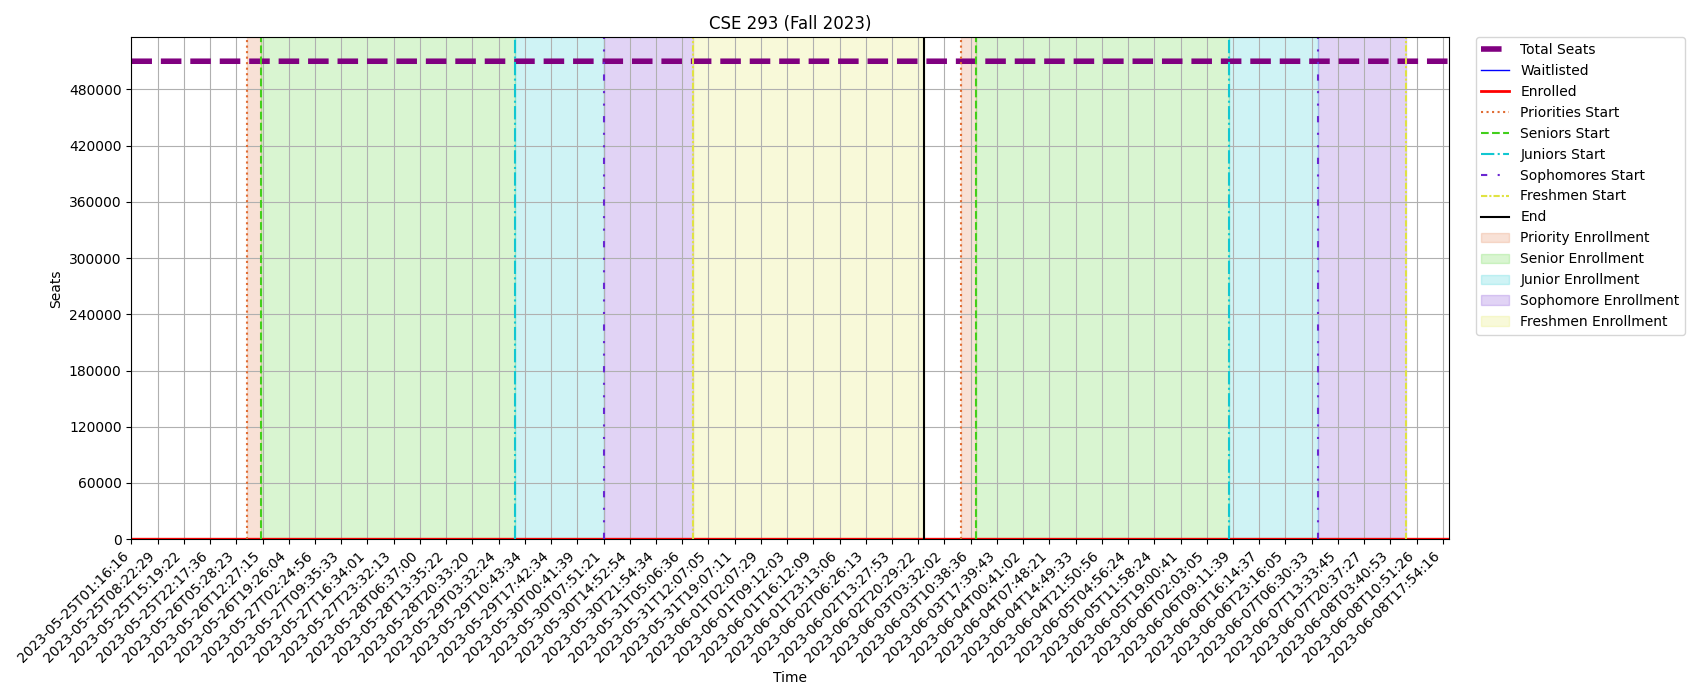 CSE 293 (Fall 2023)
Seats
480000
420000
360000
300000
240000
180000
120000
60000
0
2023-05-25T01:16:16
2023-05-25T08:22:29
2023-05-25T15:19:22
2023-05-25T22:17:36
2023-05-26T05:28:23
2023-05-26T12:27:15
2023-05-26T19:26:04
2023-05-27T02:24:56
2023-05-27T09:35:33
2023-05-27T16:34:01
2023-05-27T23:32:13
2023-05-28T06:37:00
2023-05-28T13:35:22
2023-05-28T20:33:20
2023-05-29T03:32:24
2023-05-29T10:43:34
2023-05-29T17:42:34
2023-05-30T00:41:39
2023-05-30T07:51:21
2023-05-30T14:52:54
2023-05-30T21:54:34
2023-05-31T05:06:36
2023-05-31T12:07:05
2023-05-31T19:07:11
2023-06-01T02:07:29
2023-06-01T09:12:03
2023-06-01T16:12:09
2023-06-01T23:13:06
2023-06-02T06:26:13
2023-06-02T13:27:53
2023-06-02T20:29:22
2023-06-03T03:32:02
2023-06-03T10:38:36
2023-06-03T17:39:43
2023-06-04T00:41:02
2023-06-04T07:48:21
2023-06-04T14:49:33
2023-06-04T21:50:56
2023-06-05T04:56:24
2023-06-05T11:58:24
2023-06-05T19:00:41
2023-06-06T02:03:05
2023-06-06T09:11:39
2023-06-06T16:14:37
2023-06-06T23:16:05
2023-06-07T06:30:33
2023-06-07T13:33:45
2023-06-07T20:37:27
2023-06-08T03:40:53
2023-06-08T10:51:26
2023-06-08T17:54:16
Time
Total Seats
Waitlisted
Enrolled
Priorities Start
Seniors Start
Juniors Start
Sophomores Start
Freshmen Start
End
Priority Enrollment
Senior Enrollment
Junior Enrollment
Sophomore Enrollment
Freshmen Enrollment